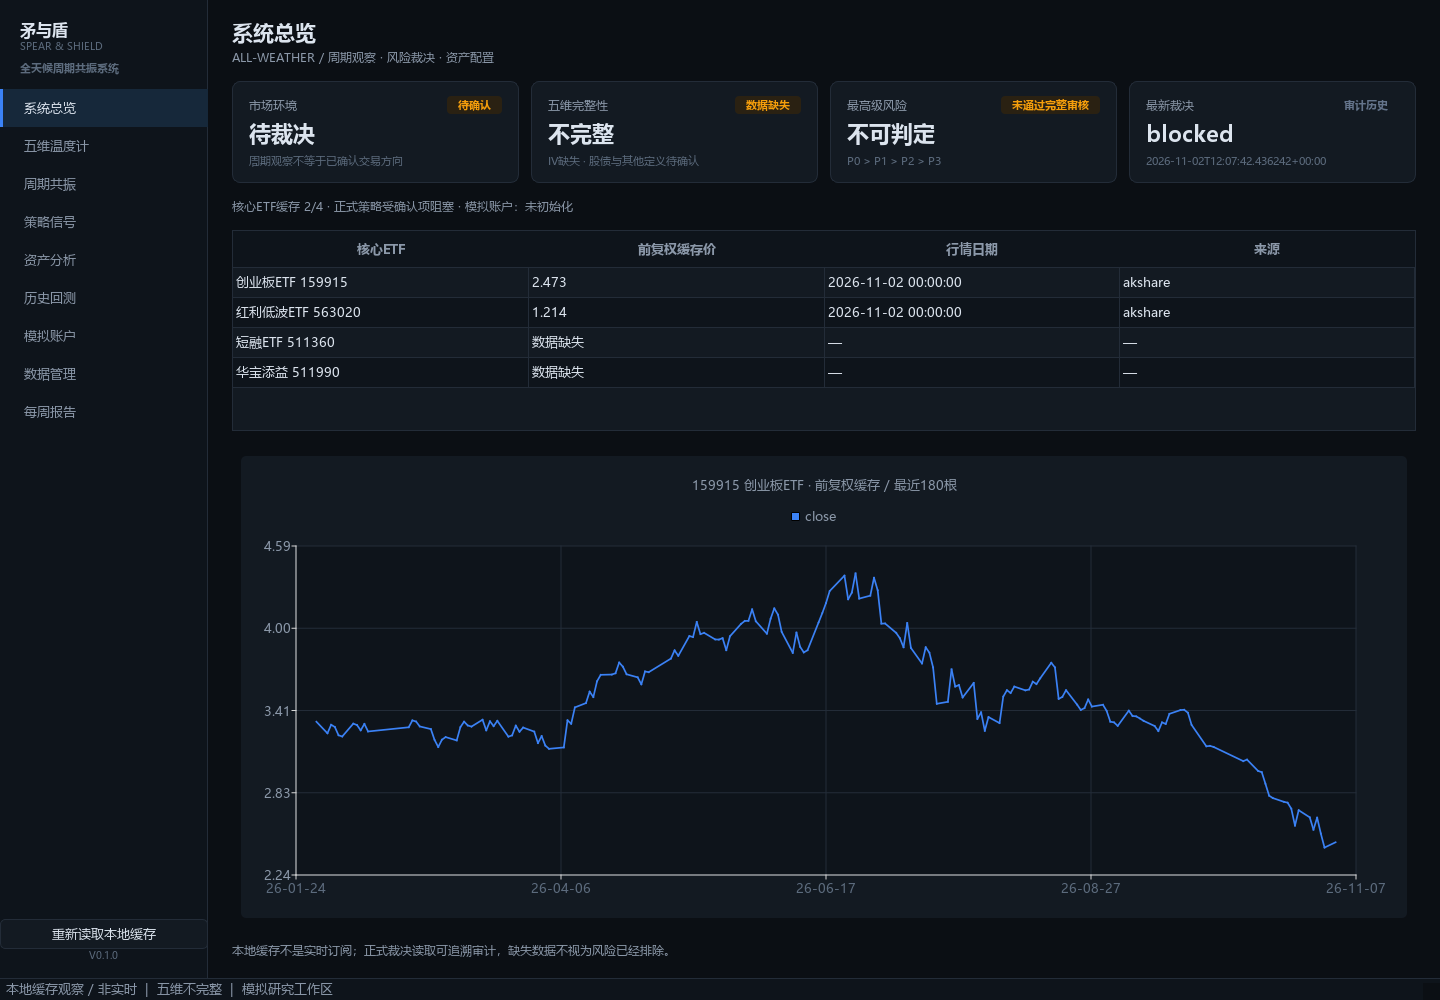 矛与盾
SPEAR & SHIELD
全天候周期共振系统
系统总览
五维温度计
周期共振
策略信号
资产分析
历史回测
模拟账户
数据管理
每周报告
重新读取本地缓存
V0.1.0
系统总览
ALL-WEATHER / 周期观察 · 风险裁决 · 资产配置
市场环境 待确认
待裁决
周期观察不等于已确认交易方向
五维完整性 数据缺失
不完整
IV缺失 · 股债与其他定义待确认
最高级风险 未通过完整审核
不可判定
P0 > P1 > P2 > P3
最新裁决 审计历史
blocked
2026-11-02T12:07:42.436242+00:00
核心ETF缓存 2/4 · 正式策略受确认项阻塞 · 模拟账户：未初始化
核心ETF 前复权缓存价 行情日期 来源
创业板ETF 159915 2.473 2026-11-02 00:00:00 akshare
红利低波ETF 563020 1.214 2026-11-02 00:00:00 akshare
短融ETF 511360 数据缺失 — —
华宝添益 511990 数据缺失 — —
159915 创业板ETF · 前复权缓存 / 最近180根
close
4.59
4.00
3.41
2.83
2.24
26-01-24 26-04-06 26-06-17 26-08-27 26-11-07
本地缓存不是实时订阅；正式裁决读取可追溯审计，缺失数据不视为风险已经排除。
本地缓存观察 / 非实时 | 五维不完整 | 模拟研究工作区